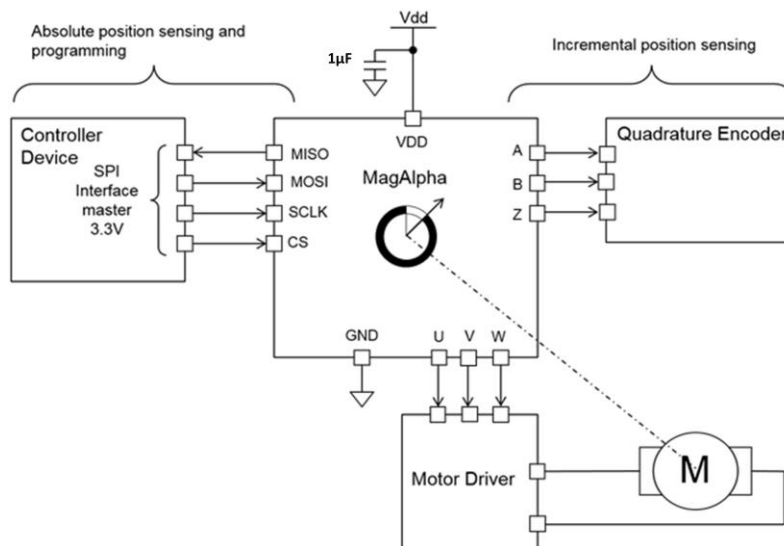 Absolute position sensing and
programming
Vdd
1µF
Incremental position sensing
Controller
Device
SPI
Interface
master
3.3V
MISO
MOSI
SCLK
CS
VDD
MagAlpha
A
B
Z
Quadrature Encoder
GND
U
V
W
Motor Driver
M